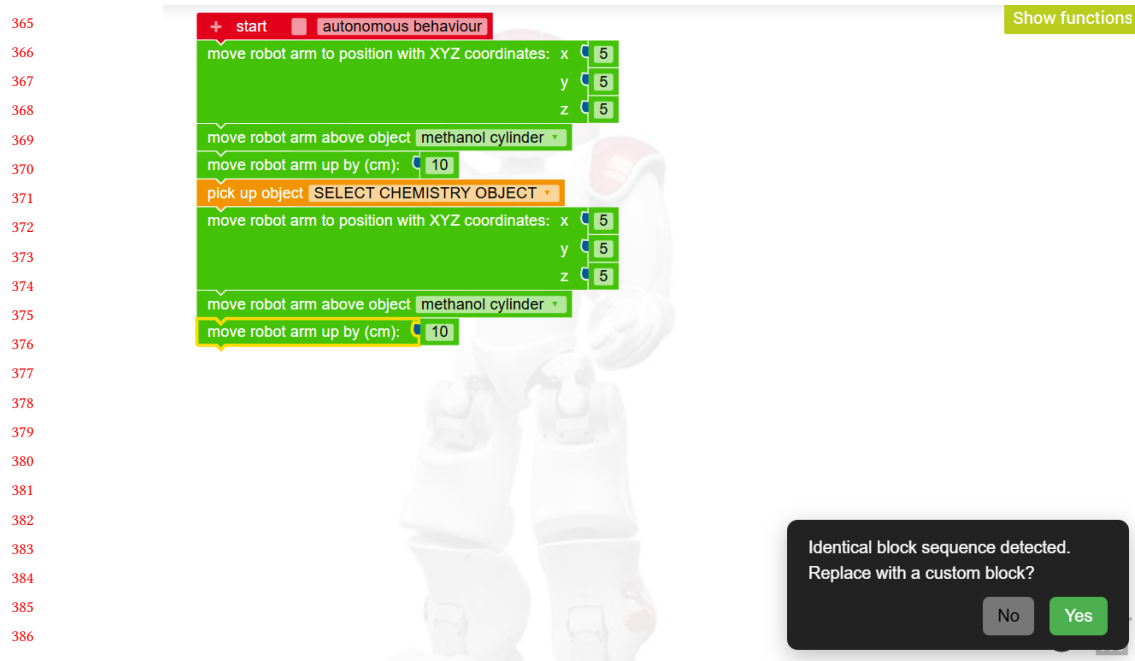 365
366
367
368
369
370
371
372
373
374
375
376
377
378
379
380
381
382
383
384
385
386
Show functions
+ start autonomous behaviour
move robot arm to position with XYZ coordinates: x 5
y 5
z 5
move robot arm above object methanol cylinder
move robot arm up by (cm): 10
pick up object SELECT CHEMISTRY OBJECT
move robot arm to position with XYZ coordinates: x 5
y 5
z 5
move robot arm above object methanol cylinder
move robot arm up by (cm): 10
Identical block sequence detected.
Replace with a custom block?
No Yes